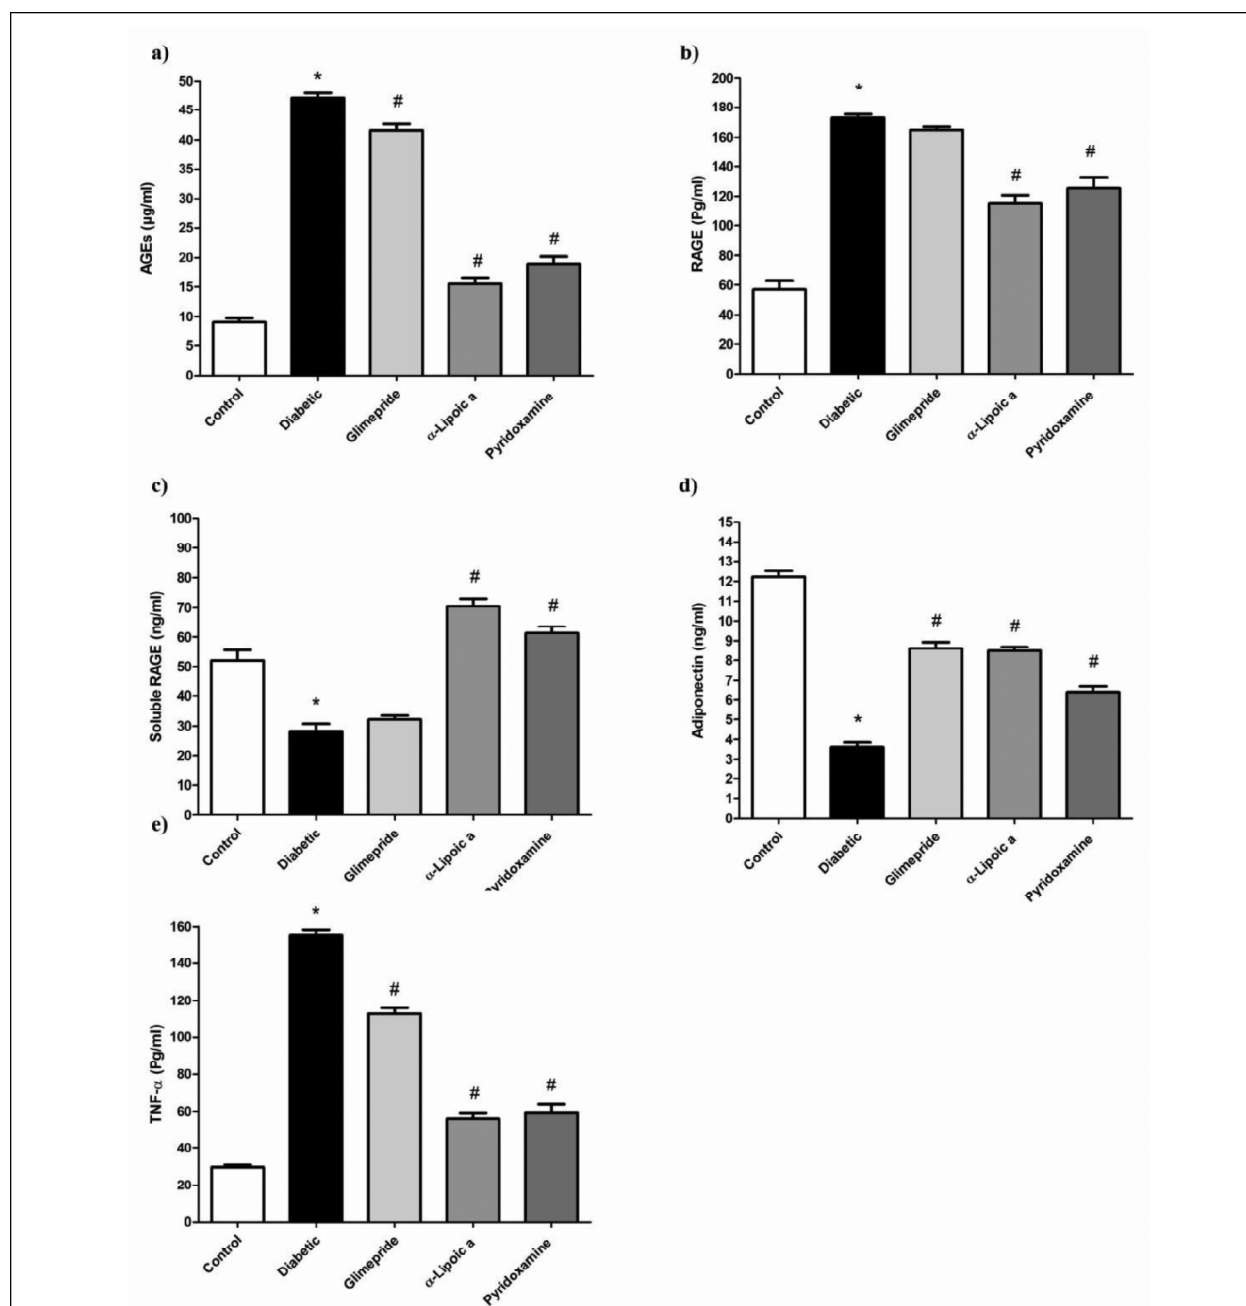 a)
50
45
40
35
30
25
20
15
10
5
0
AGEs (µg/ml)
*
#
#
#
Control
Diabetic
Glimepride
α-Lipoic a
Pyridoxamine
b)
200
180
160
140
120
100
80
60
40
20
0
RAGE (Pg/ml)
*
#
#
Control
Diabetic
Glimepride
α-Lipoic a
Pyridoxamine
c)
100
90
80
70
60
50
40
30
20
10
0
Soluble RAGE (ng/ml)
*
#
#
Control
Diabetic
Glimepride
α-Lipoic a
Pyridoxamine
d)
15
14
13
12
11
10
9
8
7
6
5
4
3
2
1
0
Adiponectin (ng/ml)
*
#
#
#
Control
Diabetic
Glimepride
α-Lipoic a
Pyridoxamine
e)
160
140
120
100
80
60
40
20
0
TNF-α (Pg/ml)
*
#
#
#
Control
Diabetic
Glimepride
α-Lipoic a
Pyridoxamine